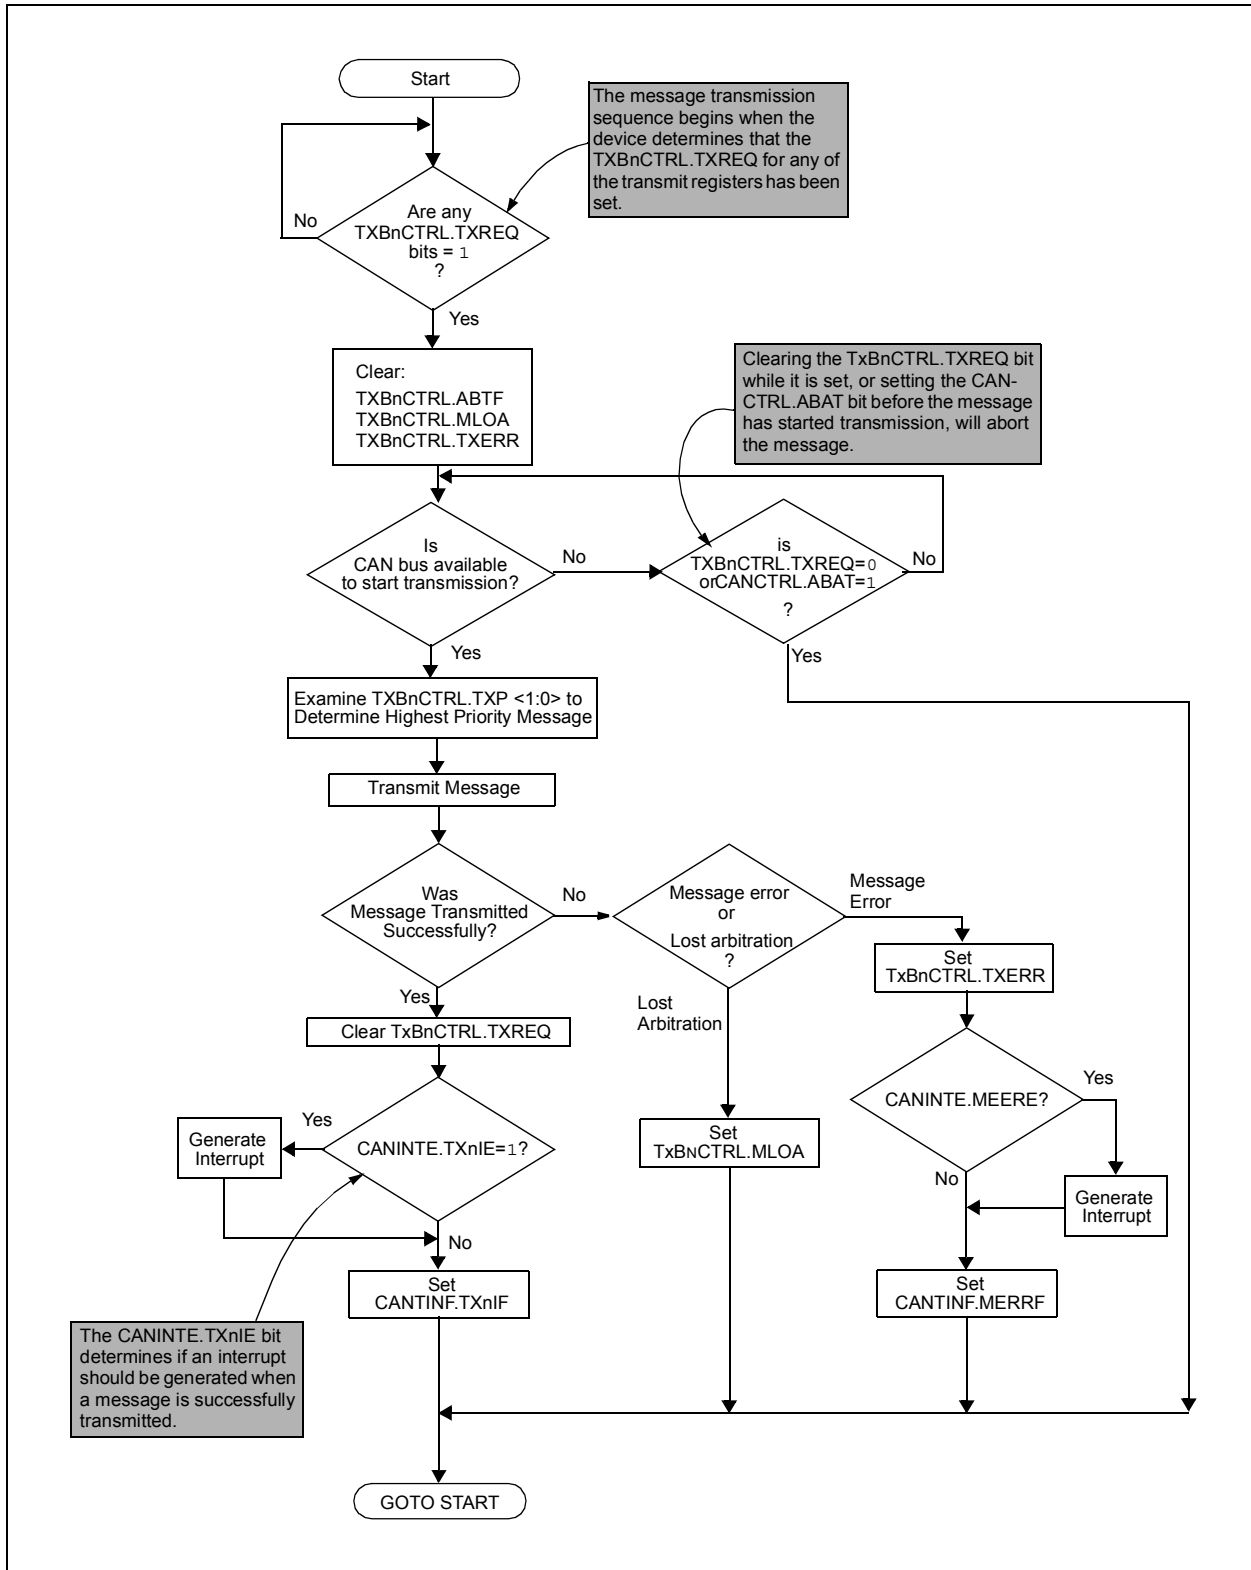 Start
The message transmission
sequence begins when the
device determines that the
TXBnCTRL.TXREQ for any of
the transmit registers has been
set.
No
Are any
TXBnCTRL.TXREQ
bits = 1
?
Yes
Clear:
TXBnCTRL.ABTF
TXBnCTRL.MLOA
TXBnCTRL.TXERR
Clearing the TxBnCTRL.TXREQ bit
while it is set, or setting the CAN-
CTRL.ABAT bit before the message
has started transmission, will abort
the message.
Is
CAN bus available
to start transmission?
No
is
TXBnCTRL.TXREQ=0
orCANCTRL.ABAT=1
?
No
Yes
Yes
Examine TXBnCTRL.TXP <1:0> to
Determine Highest Priority Message
Transmit Message
Was
Message Transmitted
Successfully?
No
Message error
or
Lost arbitration
?
Message
Error
Set
TxBnCTRL.TXERR
Yes
Lost
Arbitration
Clear TxBnCTRL.TXREQ
CANINTE.MEERE?
Yes
Yes
Generate
Interrupt
CANINTE.TXnIE=1?
Set
TxBNCTRL.MLOA
No
Generate
Interrupt
No
Set
CANTINF.TXnIF
Set
CANTINF.MERRF
The CANINTE.TXnIE bit
determines if an interrupt
should be generated when
a message is successfully
transmitted.
GOTO START